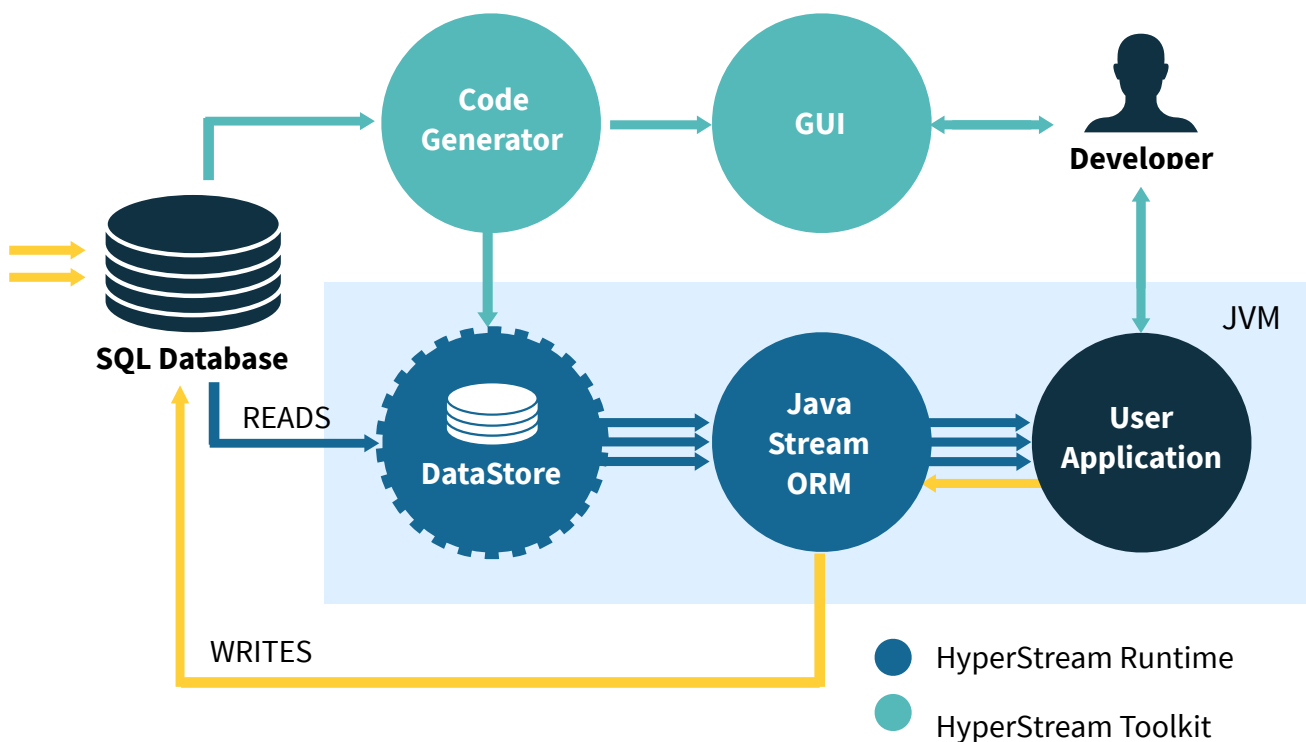 Code
Generator
GUI
Developer
SQL Database
JVM
READS
DataStore
Java
Stream
ORM
User
Application
WRITES
HyperStream Runtime
HyperStream Toolkit